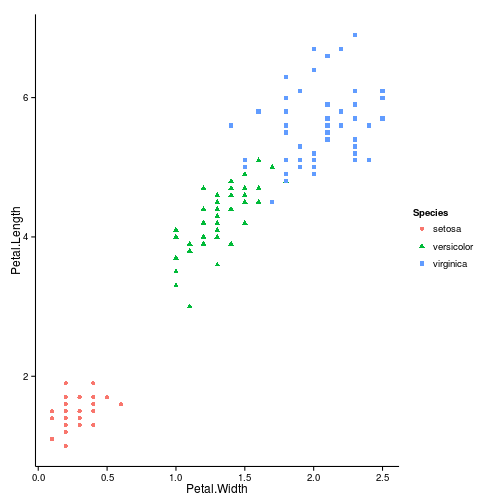 Petal.Length
6
4
2
0.0 0.5 1.0 1.5 2.0 2.5
Petal.Width
Species
setosa
versicolor
virginica